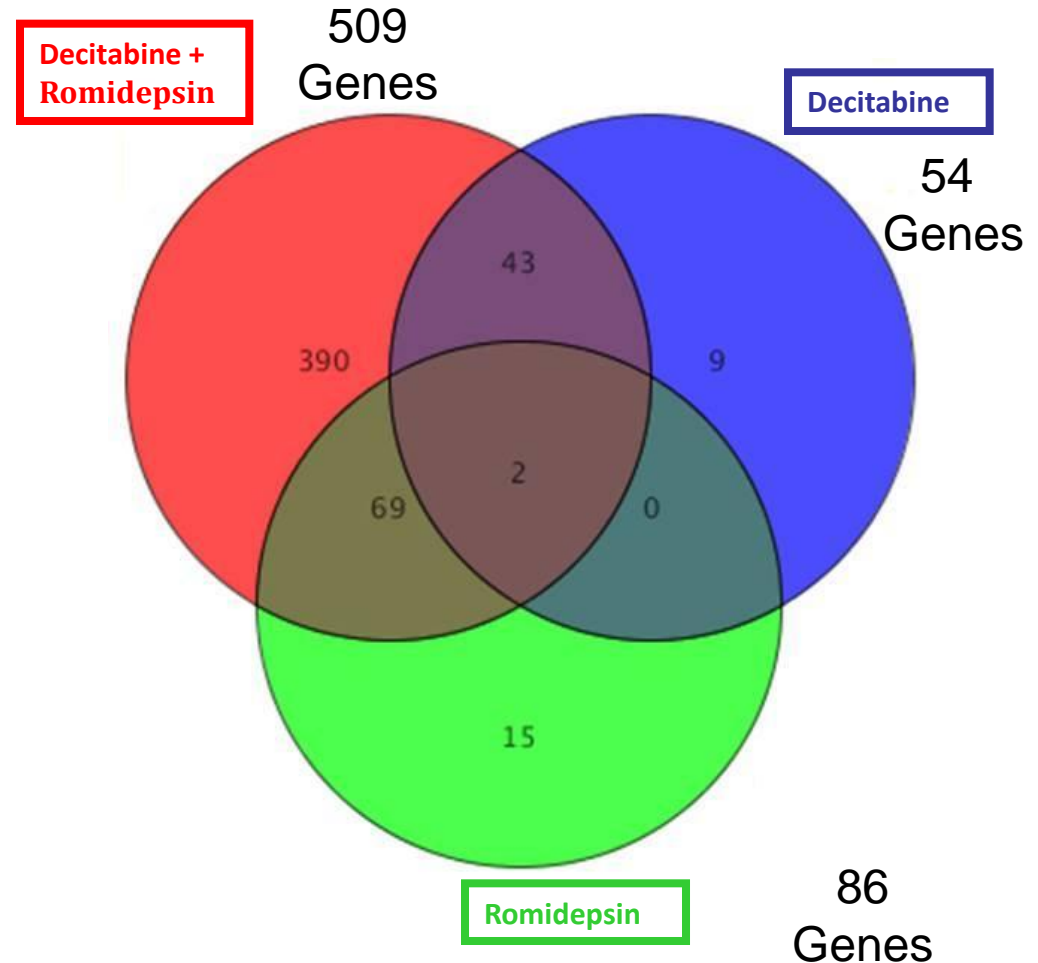 509
Genes
Decitabine +
Romidepsin
Decitabine
54
Genes
43
390
9
2
69
0
15
Romidepsin
86
Genes